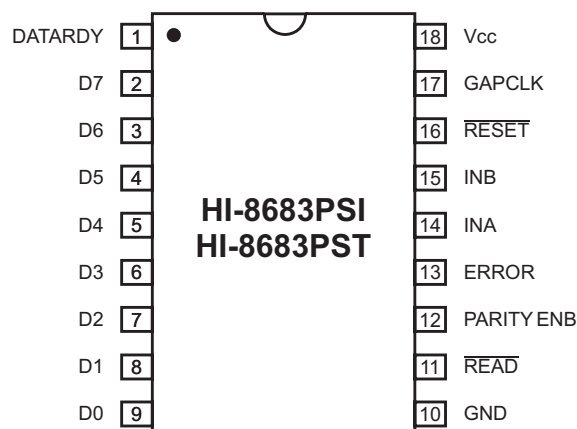 DATARDY 1 18 Vcc
D7 2 17 GAPCLK
D6 3 16 RESET
D5 4 15 INB
HI-8683PSI
D4 5 14 INA
HI-8683PST
D3 6 13 ERROR
D2 7 12 PARITY ENB
D1 8 11 READ
D0 9 10 GND